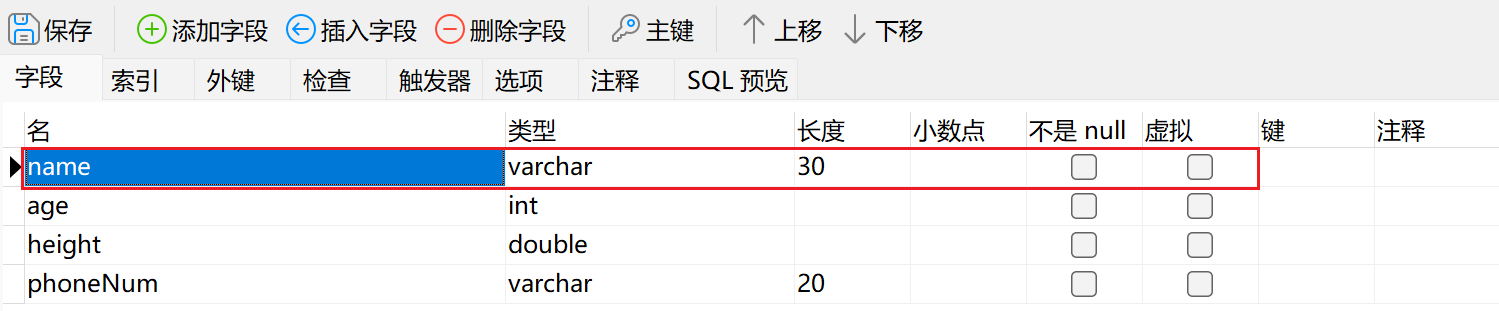 保存 添加字段 插入字段 删除字段 主键 上移 下移
字段 索引 外键 检查 触发器 选项 注释 SQL 预览
名 类型 长度 小数点 不是 null 虚拟 键 注释
name varchar 30
age int
height double
phoneNum varchar 20